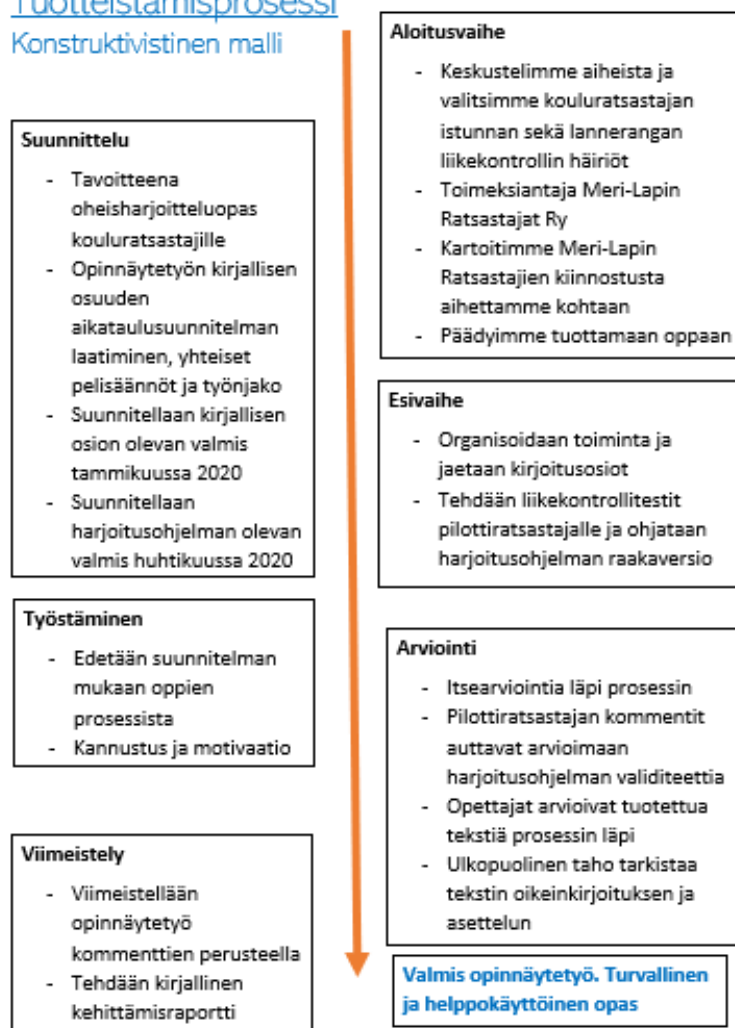 Tuotteistamisprosessi
Konstruktivistinen malli
Aloitusvaihe
- Keskustelimme aiheista ja
valitsimme kouluratsastajan
istunnan sekä lannerangan
liikekontrollin häiriöt
- Toimeksiantaja Meri-Lapin
Ratsastajat Ry
- Kartoitimme Meri-Lapin
Ratsastajien kiinnostusta
aihettamme kohtaan
- Päädyimme tuottamaan oppaan
Suunnittelu
- Tavoitteena
oheisharjoitteluopas
kouluratsastajille
- Opinnäytetyön kirjallisen
osuuden
aikataulusuunnitelman
laatiminen, yhteiset
pelisäännöt ja työnjako
- Suunnitellaan kirjallisen
osion olevan valmis
tammikuussa 2020
- Suunnitellaan
harjoitusohjelman olevan
valmis huhtikuussa 2020
Esivaihe
- Organisoidaan toiminta ja
jaetaan kirjoitusosiot
- Tehdään liikekontrollitestit
pilottiratsastajalle ja ohjataan
harjoitusohjelman raakaversio
Työstäminen
- Edetään suunnitelman
mukaan oppien
prosessista
- Kannustus ja motivaatio
Arviointi
- Itsearviointia läpi prosessin
- Pilottiratsastajan kommentit
auttavat arvioimaan
harjoitusohjelman validiteettia
- Opettajat arvioivat tuotettua
tekstiä prosessin läpi
- Ulkopuolinen taho tarkistaa
tekstin oikeinkirjoituksen ja
asettelun
Viimeistely
- Viimeistellään
opinnäytetyö
kommenttien perusteella
- Tehdään kirjallinen
kehittämisraportti
Valmis opinnäytetyö. Turvallinen
ja helppokäyttöinen opas